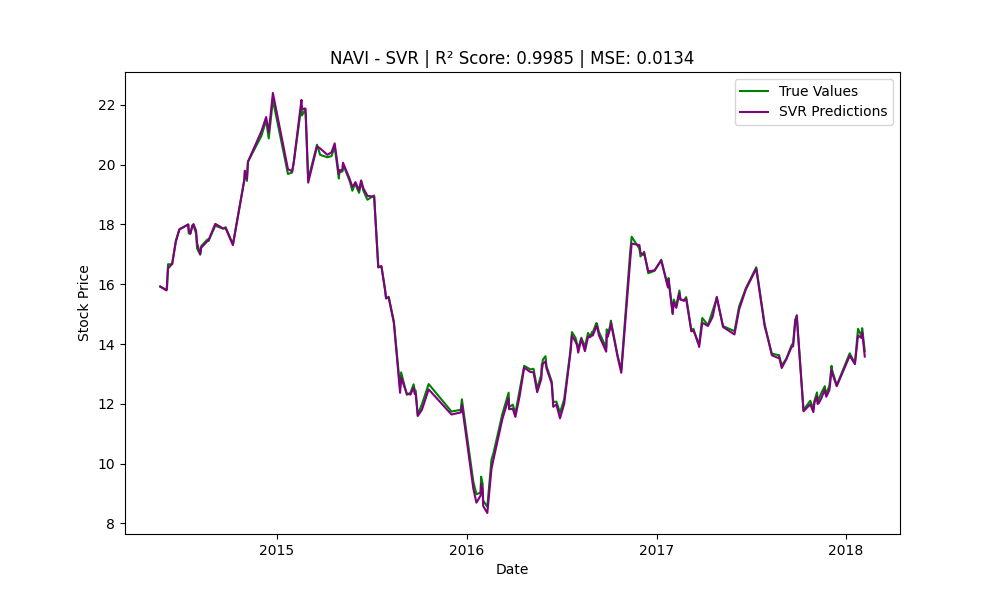 NAVI - SVR | R² Score: 0.9985 | MSE: 0.0134
True Values
SVR Predictions
Stock Price
22
20
18
16
14
12
10
8
2015
2016
2017
2018
Date